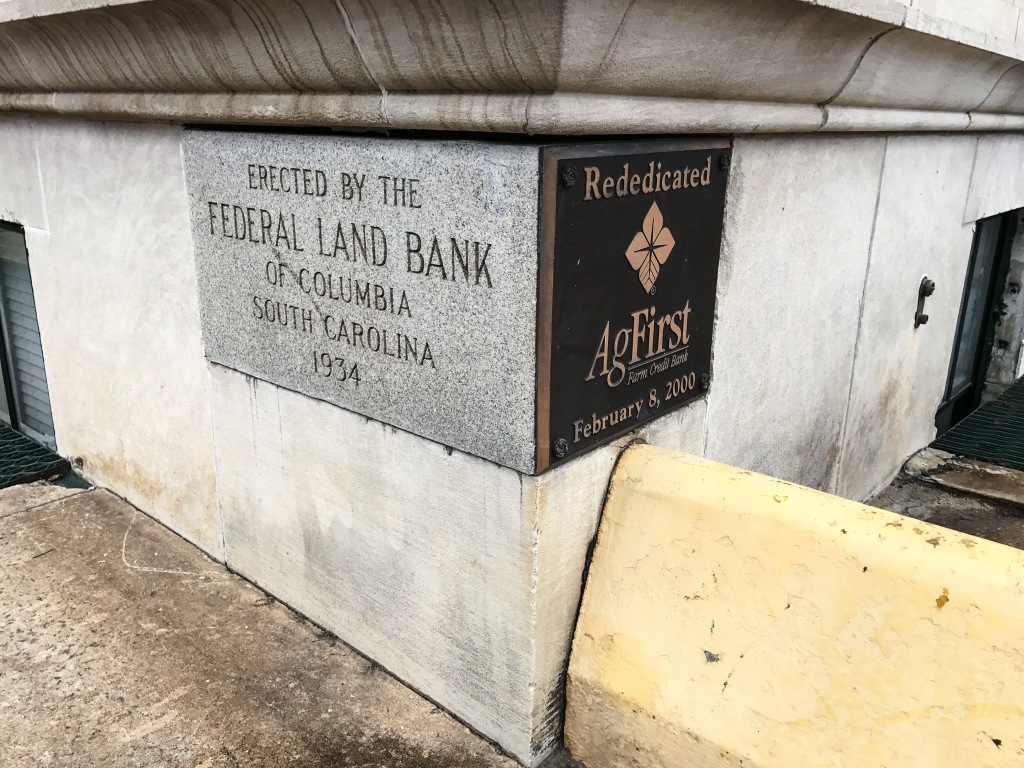 ERECTED BY THE
FEDERAL LAND BANK
OF COLUMBIA
SOUTH CAROLINA
1934
Rededicated
AgFirst
Farm Credit Bank
February 8, 2000